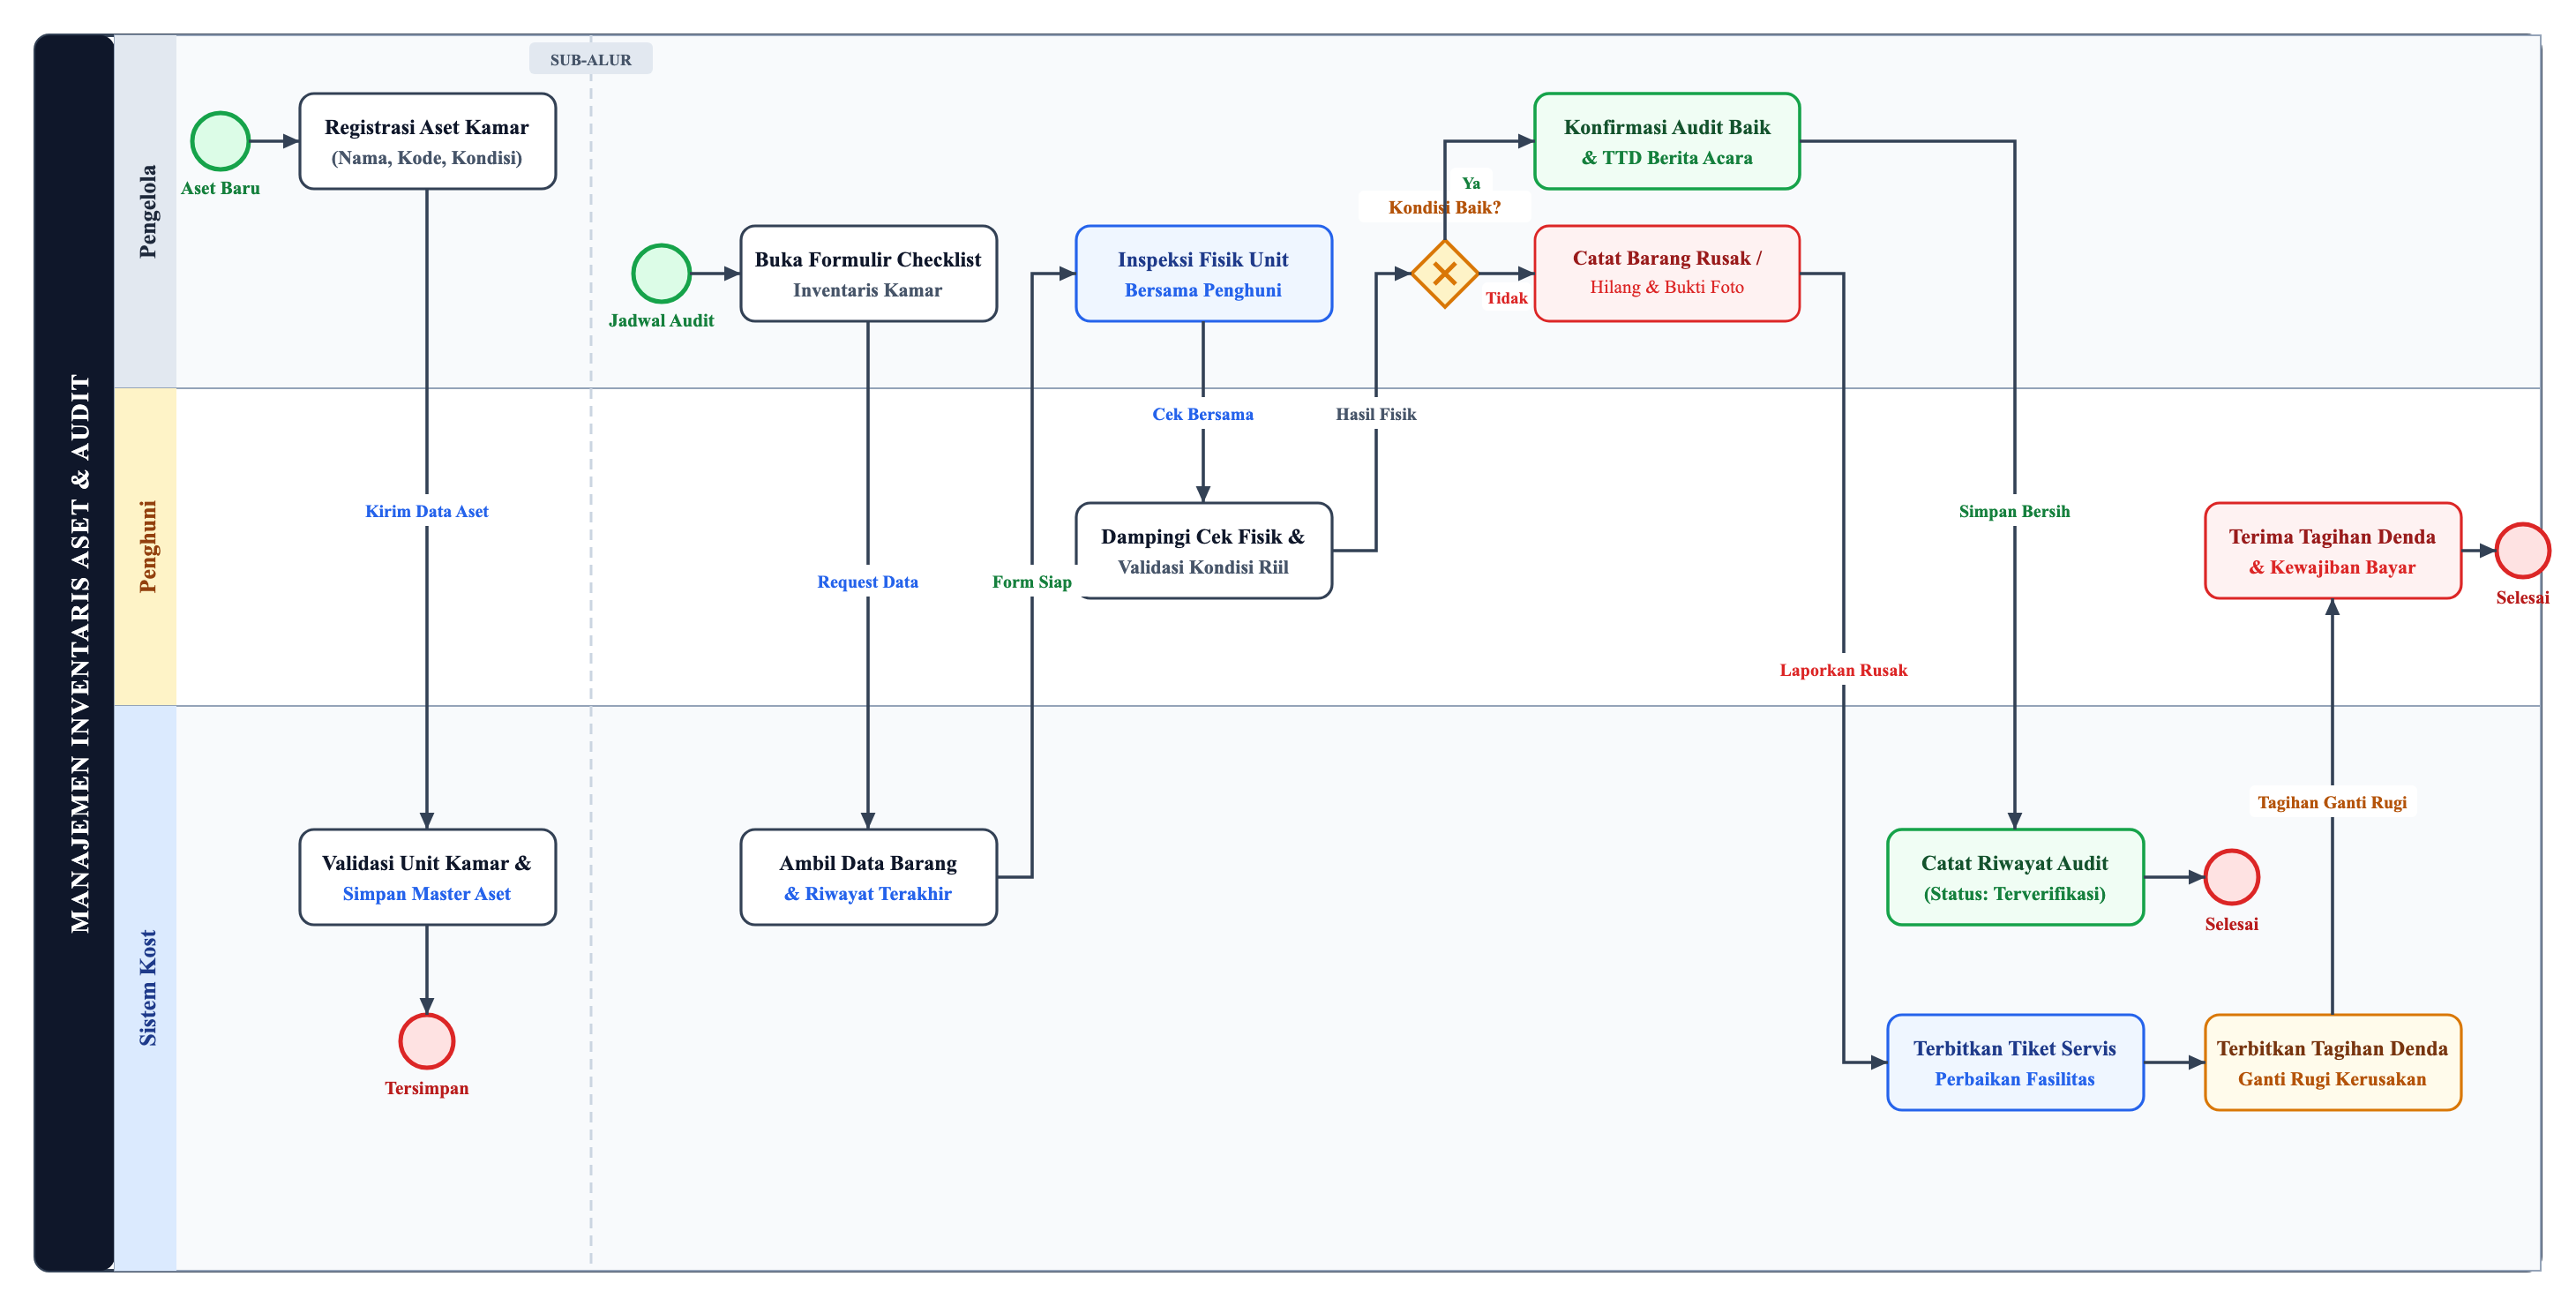 MANAJEMEN INVENTARIS ASET & AUDIT
Pengelola
Penghuni
Sistem Kost
SUB-ALUR
Aset Baru
Registrasi Aset Kamar
(Nama, Kode, Kondisi)
Kirim Data Aset
Validasi Unit Kamar &
Simpan Master Aset
Tersimpan
Jadwal Audit
Buka Formulir Checklist
Inventaris Kamar
Request Data
Ambil Data Barang
& Riwayat Terakhir
Form Siap
Inspeksi Fisik Unit
Bersama Penghuni
Cek Bersama
Dampingi Cek Fisik &
Validasi Kondisi Riil
Hasil Fisik
Kondisi Baik?
Ya
Tidak
Konfirmasi Audit Baik
& TTD Berita Acara
Catat Barang Rusak /
Hilang & Bukti Foto
Simpan Bersih
Laporkan Rusak
Catat Riwayat Audit
(Status: Terverifikasi)
Selesai
Terbitkan Tiket Servis
Perbaikan Fasilitas
Terbitkan Tagihan Denda
Ganti Rugi Kerusakan
Tagihan Ganti Rugi
Terima Tagihan Denda
& Kewajiban Bayar
Selesai